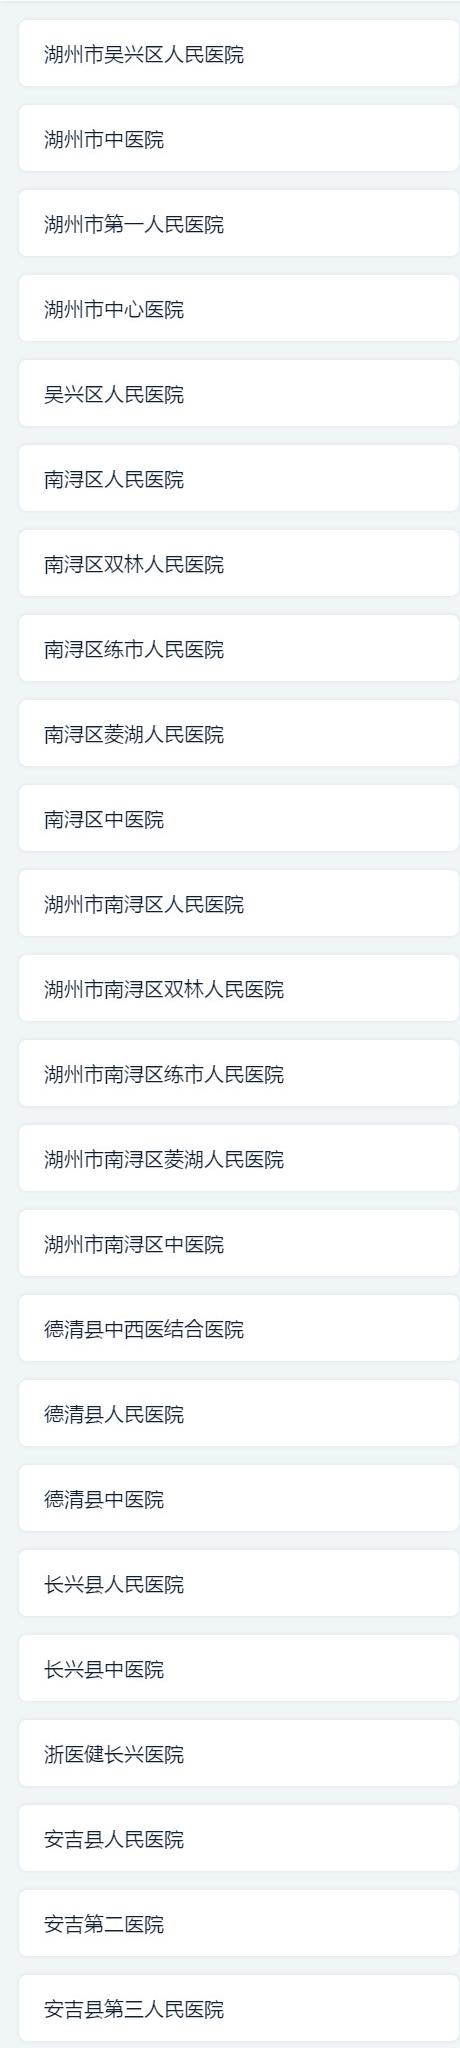 湖州市吴兴区人民医院
湖州市中医院
湖州市第一人民医院
湖州市中心医院
吴兴区人民医院
南浔区人民医院
南浔区双林人民医院
南浔区练市人民医院
南浔区菱湖人民医院
南浔区中医院
湖州市南浔区人民医院
湖州市南浔区双林人民医院
湖州市南浔区练市人民医院
湖州市南浔区菱湖人民医院
湖州市南浔区中医院
德清县中西医结合医院
德清县人民医院
德清县中医院
长兴县人民医院
长兴县中医院
浙医健长兴医院
安吉县人民医院
安吉第二医院
安吉县第三人民医院